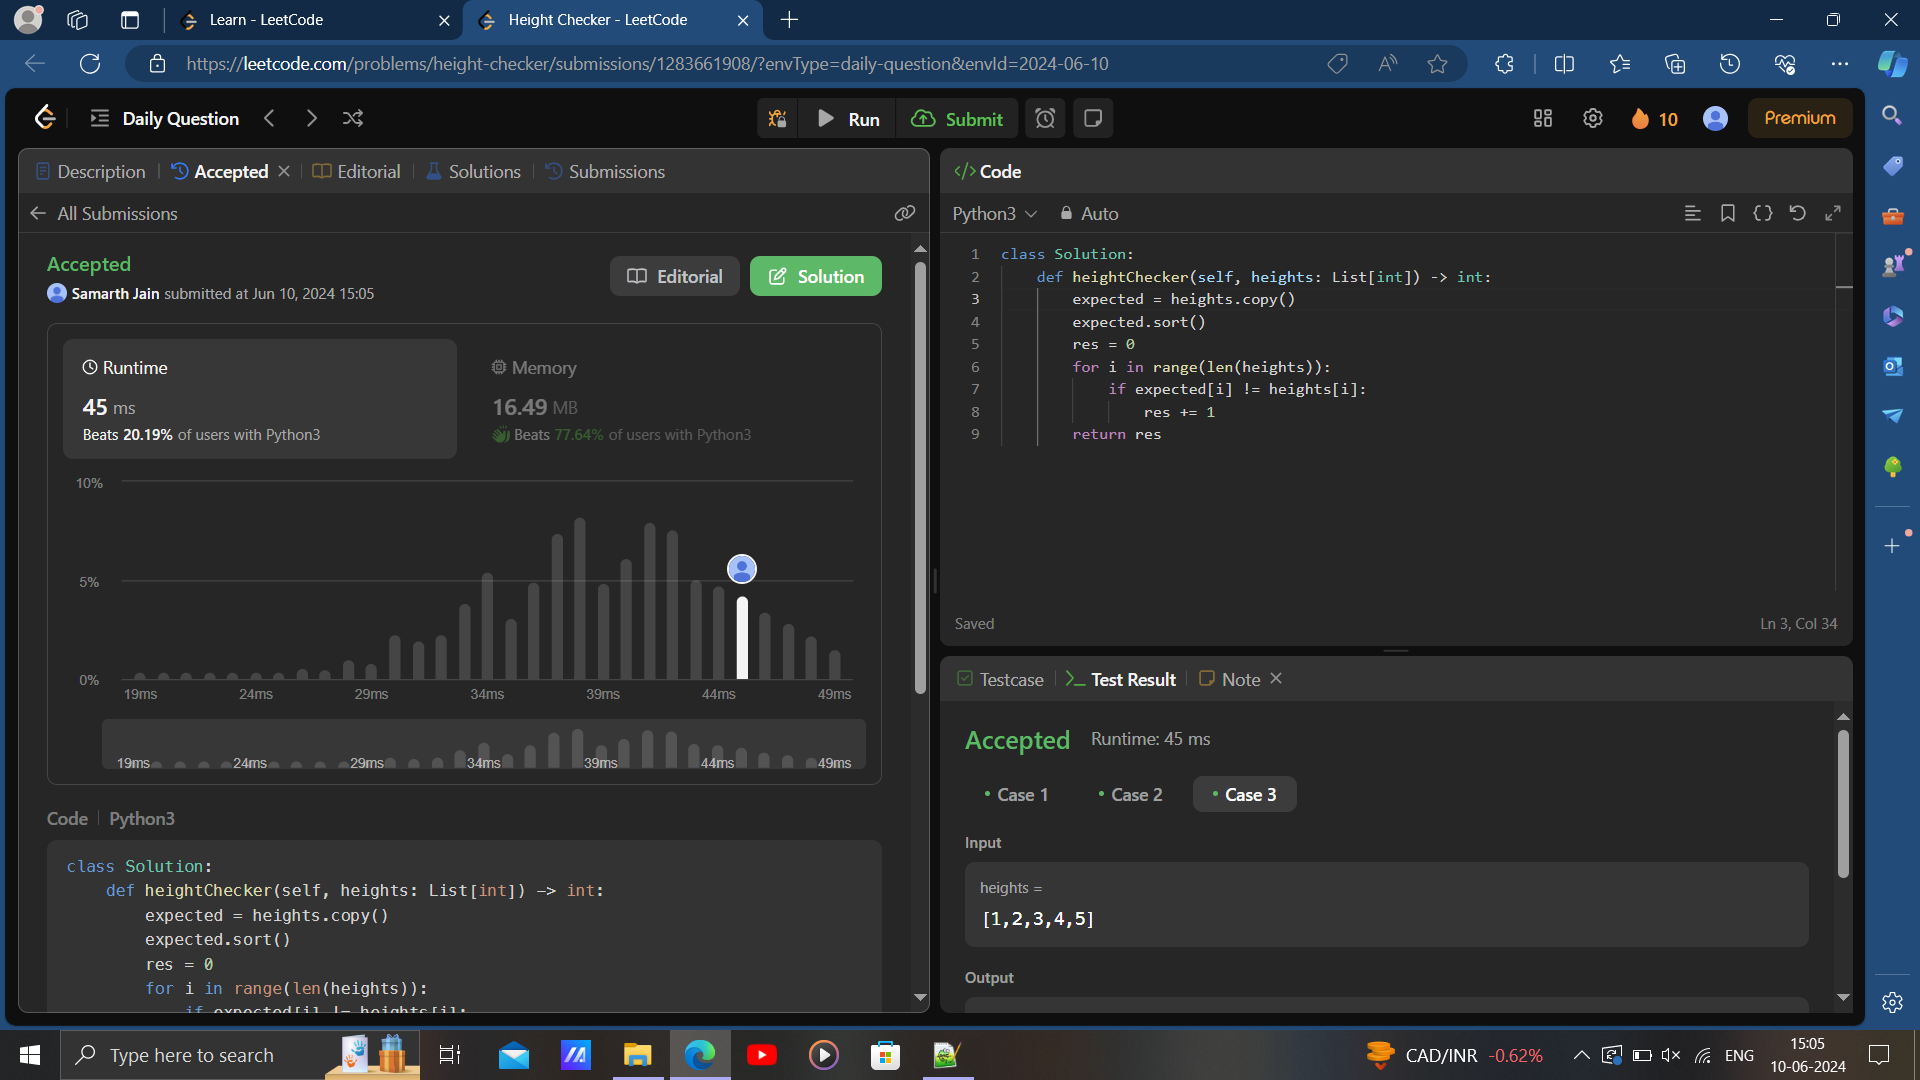 Learn - LeetCode
Height Checker - LeetCode
https://leetcode.com/problems/height-checker/submissions/1283661908/?envType=daily-question&envId=2024-06-10
Daily Question
Run
Submit
10
Premium
Description
Accepted
Editorial
Solutions
Submissions
All Submissions
Accepted
Samarth Jain submitted at Jun 10, 2024 15:05
Editorial
Solution
Runtime
45 ms
Beats 20.19% of users with Python3
Memory
16.49 MB
Beats 77.64% of users with Python3
10%
5%
0%
19ms 24ms 29ms 34ms 39ms 44ms 49ms
19ms 24ms 29ms 34ms 39ms 44ms 49ms
Code | Python3
class Solution:
def heightChecker(self, heights: List[int]) -> int:
expected = heights.copy()
expected.sort()
res = 0
for i in range(len(heights)):
if expected[i] != heights[i]:
</> Code
Python3
Auto
1 class Solution:
2 def heightChecker(self, heights: List[int]) -> int:
3 expected = heights.copy()
4 expected.sort()
5 res = 0
6 for i in range(len(heights)):
7 if expected[i] != heights[i]:
8 res += 1
9 return res
Saved
Ln 3, Col 34
Testcase
Test Result
Note
Accepted Runtime: 45 ms
Case 1
Case 2
Case 3
Input
heights =
[1,2,3,4,5]
Output
Type here to search
CAD/INR -0.62%
ENG
15:05
10-06-2024